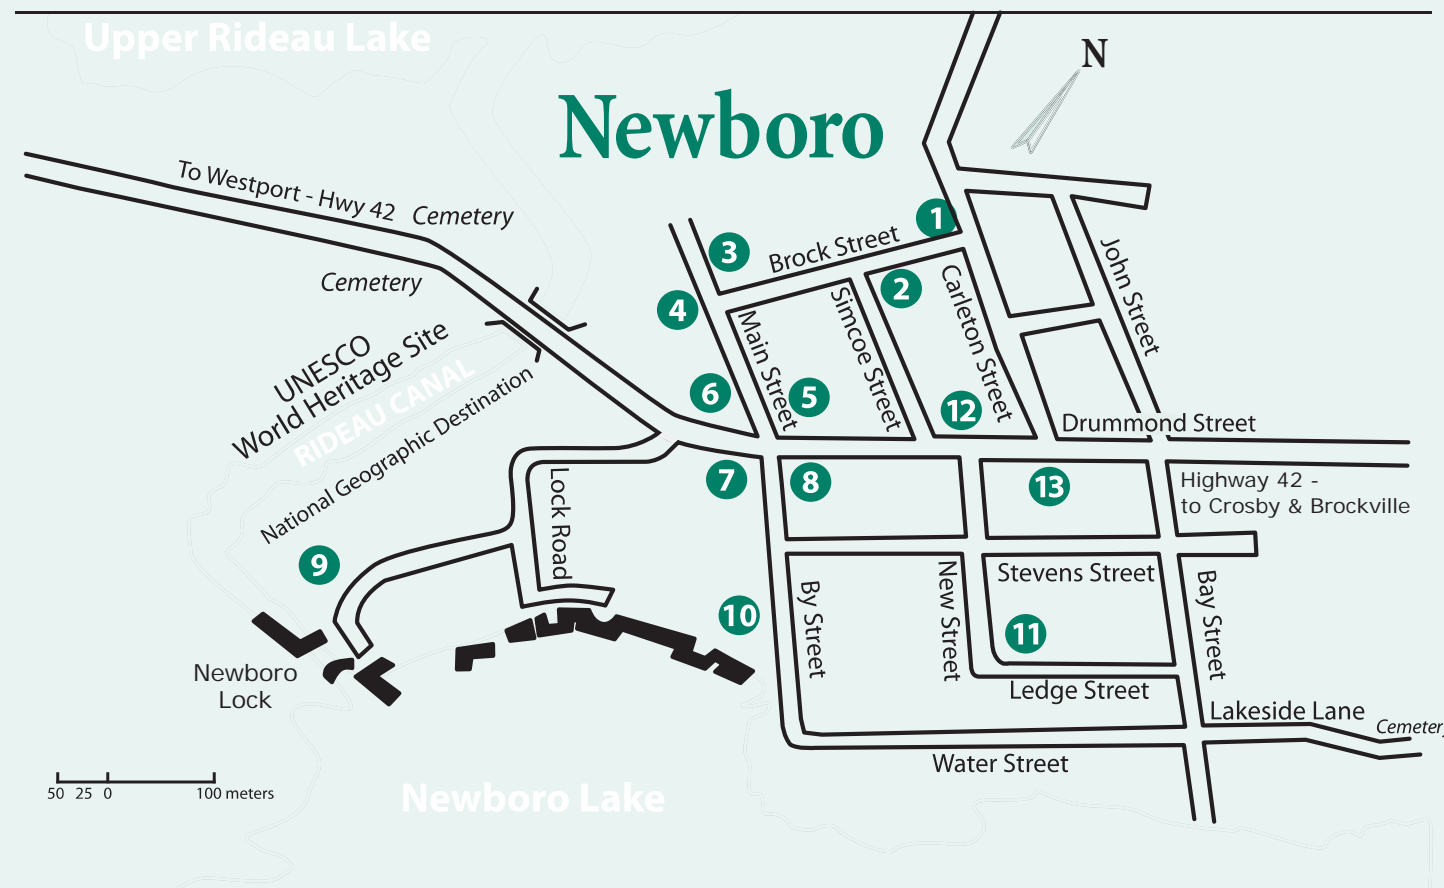 Upper Rideau Lake
N
Newboro
To Westport - Hwy 42
Cemetery
Cemetery
1
Brock Street
3
2
4
John Street
Carleton Street
Simcoe Street
Main Street
UNESCO
World Heritage Site
RIDEAU CANAL
National Geographic Destination
6
5
12
Drummond Street
7
8
13
Highway 42 -
to Crosby & Brockville
Lock Road
9
Stevens Street
By Street
New Street
Bay Street
10
11
Newboro
Lock
Ledge Street
Lakeside Lane
Cemeter
Water Street
50 25 0 100 meters
Newboro Lake